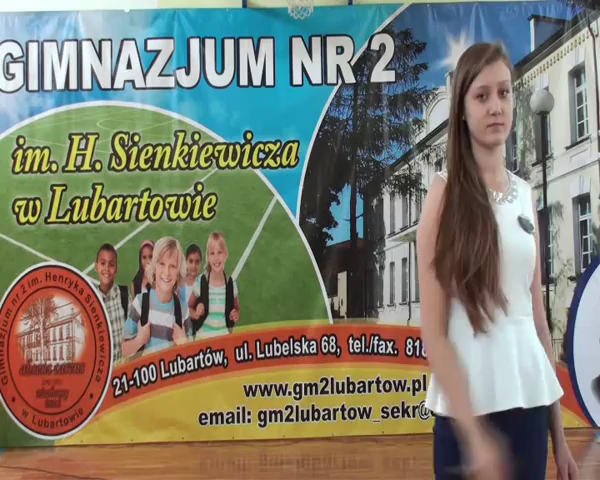 GIMNAZJUM NR 2
im. H. Sienkiewicza
w Lubartowie
Gimnazjum nr 2 im. Henryka Sienkiewicza
w Lubartowie
21-100 Lubartów, ul. Lubelska 68, tel./fax. 81
www.gm2lubartow.pl
email: gm2lubartow_sekr@